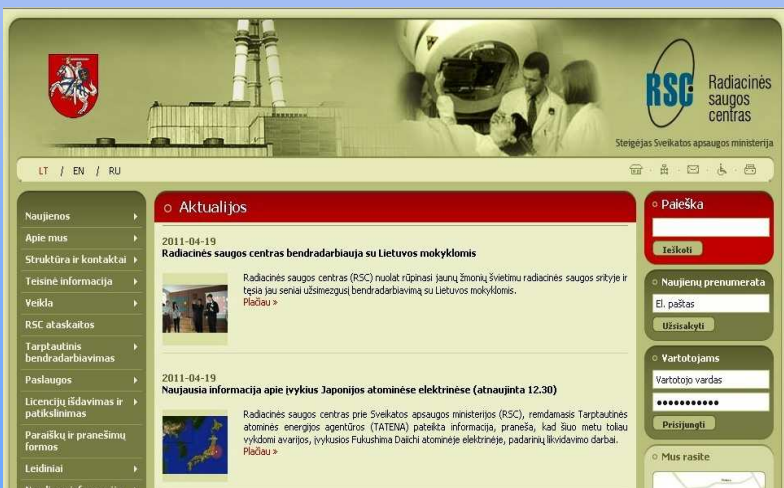 RSC
Radiacinės
saugos
centras
Steigėjas Sveikatos apsaugos ministerija
LT / EN / RU
Naujienos
Apie mus
Struktūra ir kontaktai
Teisinė informacija
Veikla
RSC ataskaitos
Tarptautinis
bendradarbiavimas
Paslaugos
Licencijų išdavimas ir
patikslinimas
Paraiškų ir pranešimų
formos
Leidiniai
Aktualijos
2011-04-19
Radiacinės saugos centras bendradarbiauja su Lietuvos mokyklomis
Radiacinės saugos centras (RSC) nuolat rūpinasi jaunų žmonių švietimu radiacinės saugos srityje ir
tęsia jau seniai užsimezgusį bendradarbiavimą su Lietuvos mokyklomis.
Plačiau »
2011-04-19
Naujausia informacija apie įvykius Japonijos atominėse elektrinėse (atnaujinta 12.30)
Radiacinės saugos centras prie Sveikatos apsaugos ministerijos (RSC), remdamasis Tarptautinės
atominės energijos agentūros (TATENA) pateikta informacija, praneša, kad šiuo metu toliau
vykdomi avarijos, įvykusios Fukushima Daiichi atominėje elektrinėje, padarinių likvidavimo darbai.
Plačiau »
Paieška
Ieškoti
Naujienų prenumerata
El. paštas
Užsisakyti
Vartotojams
Vartotojo vardas
Prisijungti
Mus rasite